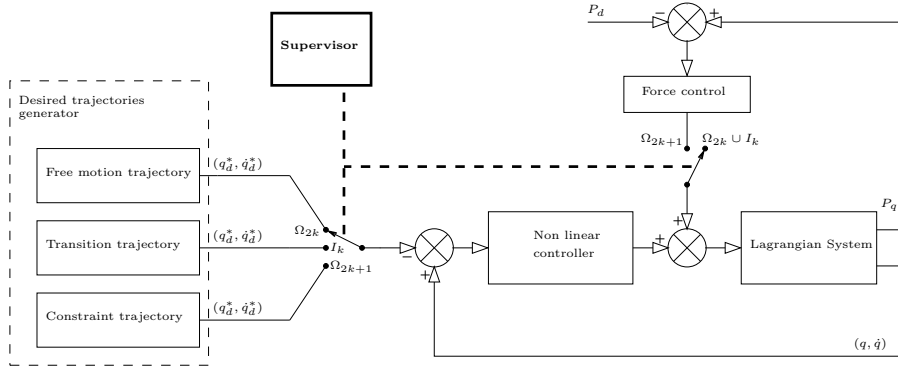 P_d
−
+
Supervisor
Desired trajectories
generator
Force control
Ω_{2k+1}
Ω_{2k} ∪ I_k
Free motion trajectory
(q_d^*, q̇_d^*)
P_q
+
Ω_{2k}
Transition trajectory
(q_d^*, q̇_d^*)
I_k
−
+
Non linear
controller
+
Lagrangian System
Ω_{2k+1}
Constraint trajectory
(q_d^*, q̇_d^*)
(q, q̇)